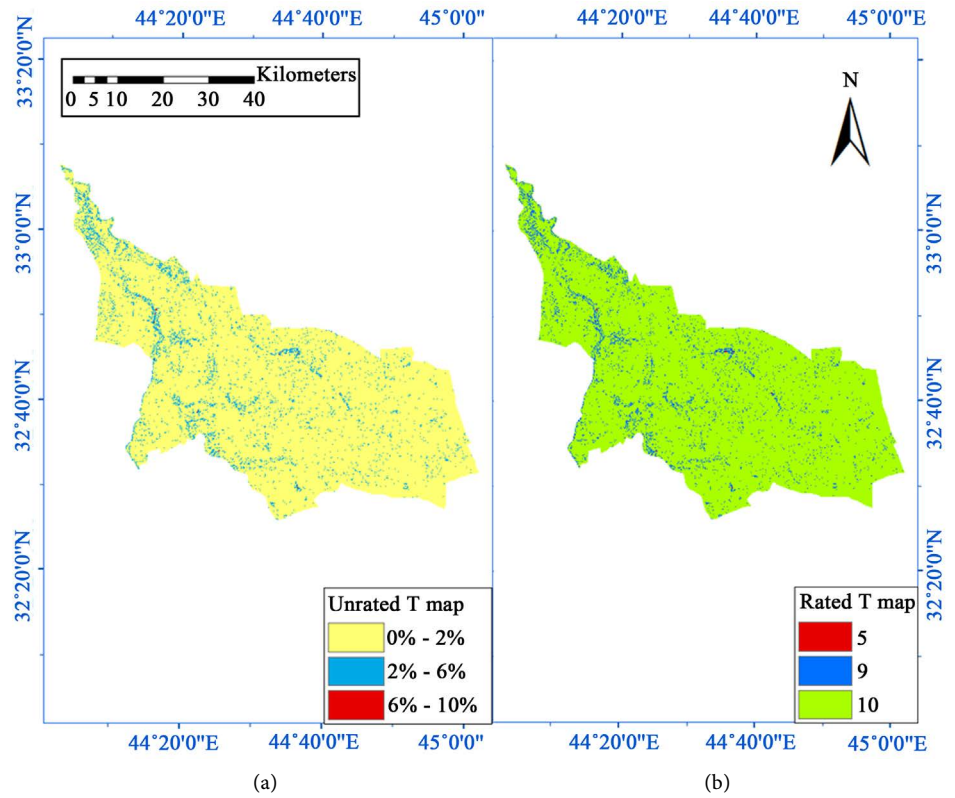 44°20'0"E 44°40'0"E 45°0'0"E 44°20'0"E 44°40'0"E 45°0'0"E
33°20'0"N
33°0'0"N
32°40'0"N
32°20'0"N
Kilometers
0 5 10 20 30 40
Unrated T map
0% - 2%
2% - 6%
6% - 10%
N
33°0'0"N
32°40'0"N
32°20'0"N
Rated T map
5
9
10
44°20'0"E 44°40'0"E 45°0'0"E 44°20'0"E 44°40'0"E 45°0'0"E
(a) (b)